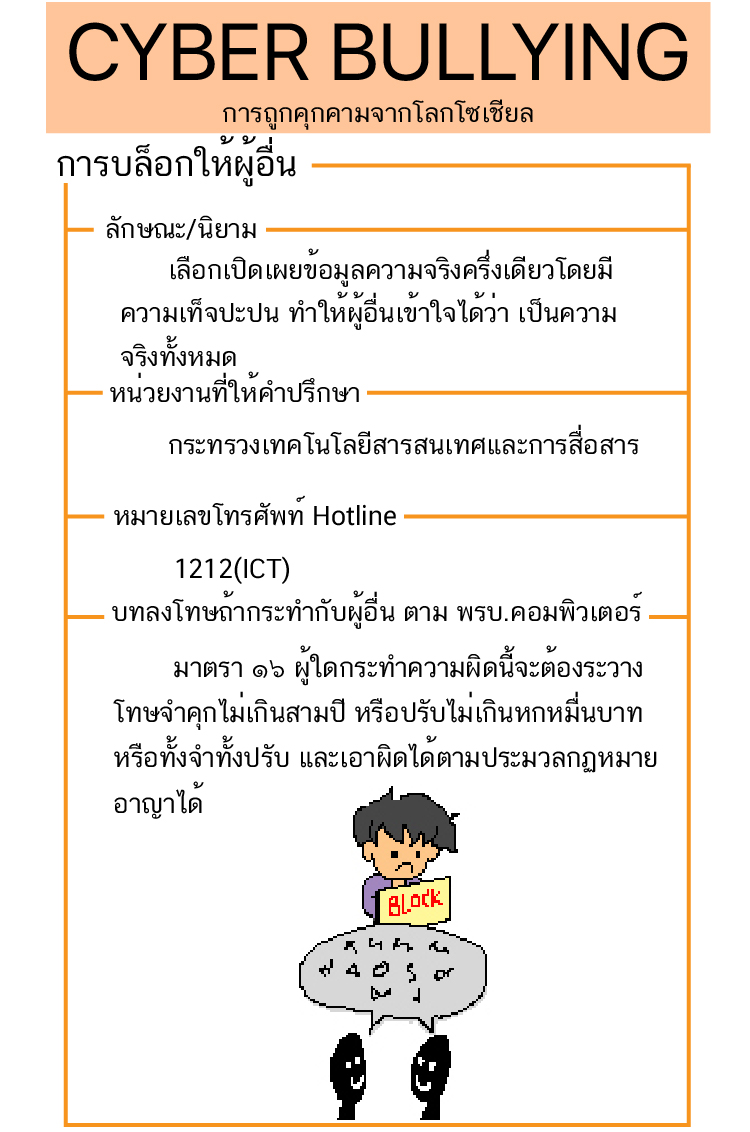 CYBER BULLYING
การถูกคุกคามจากโลกโซเชียล
การบล็อกให้ผู้อื่น
ลักษณะ/นิยาม
เลือกเปิดเผยข้อมูลความจริงครึ่งเดียวโดยมี
ความเท็จปะปน ทำให้ผู้อื่นเข้าใจได้ว่า เป็นความ
จริงทั้งหมด
หน่วยงานที่ให้คำปรึกษา
กระทรวงเทคโนโลยีสารสนเทศและการสื่อสาร
หมายเลขโทรศัพท์ Hotline
1212(ICT)
บทลงโทษถ้ากระทำกับผู้อื่น ตาม พรบ.คอมพิวเตอร์
มาตรา ๑๖ ผู้ใดกระทำความผิดนี้จะต้องระวาง
โทษจำคุกไม่เกินสามปี หรือปรับไม่เกินหกหมื่นบาท
หรือทั้งจำทั้งปรับ และเอาผิดได้ตามประมวลกฏหมาย
อาญาได้
BLOCK